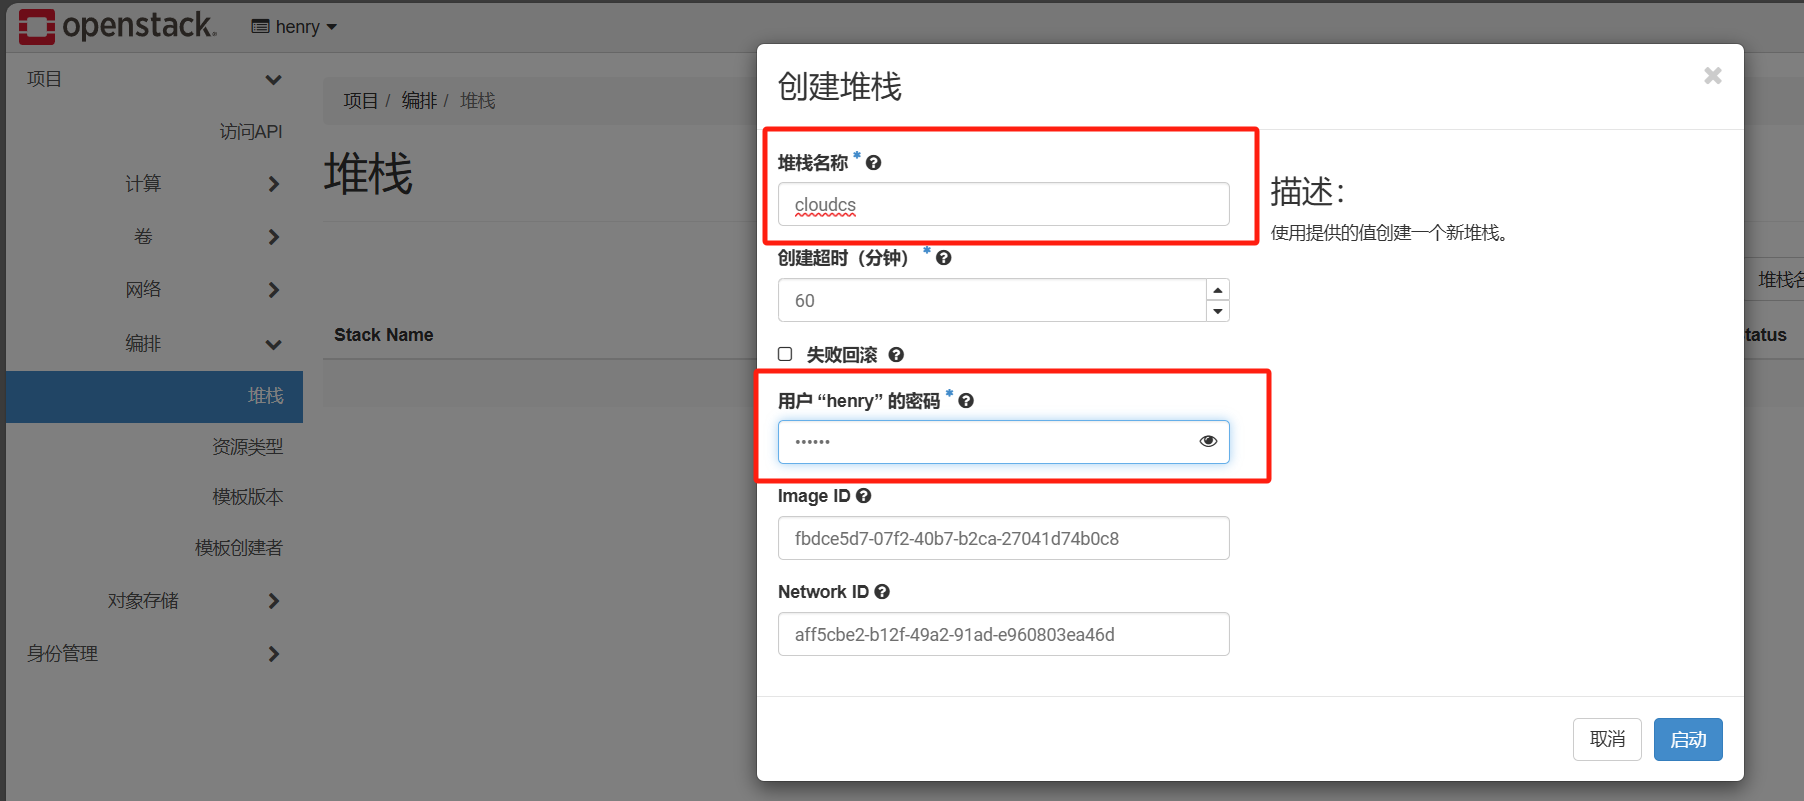 openstack.
henry
项目
访问API
计算
卷
网络
编排
堆栈
资源类型
模板版本
模板创建者
对象存储
身份管理
项目 / 编排 / 堆栈
堆栈
Stack Name
堆栈名
tatus
创建堆栈
堆栈名称 *
cloudcs
创建超时（分钟） *
60
失败回滚
用户 “henry” 的密码 *
••••••
Image ID
fbdce5d7-07f2-40b7-b2ca-27041d74b0c8
Network ID
aff5cbe2-b12f-49a2-91ad-e960803ea46d
描述：
使用提供的值创建一个新堆栈。
取消
启动